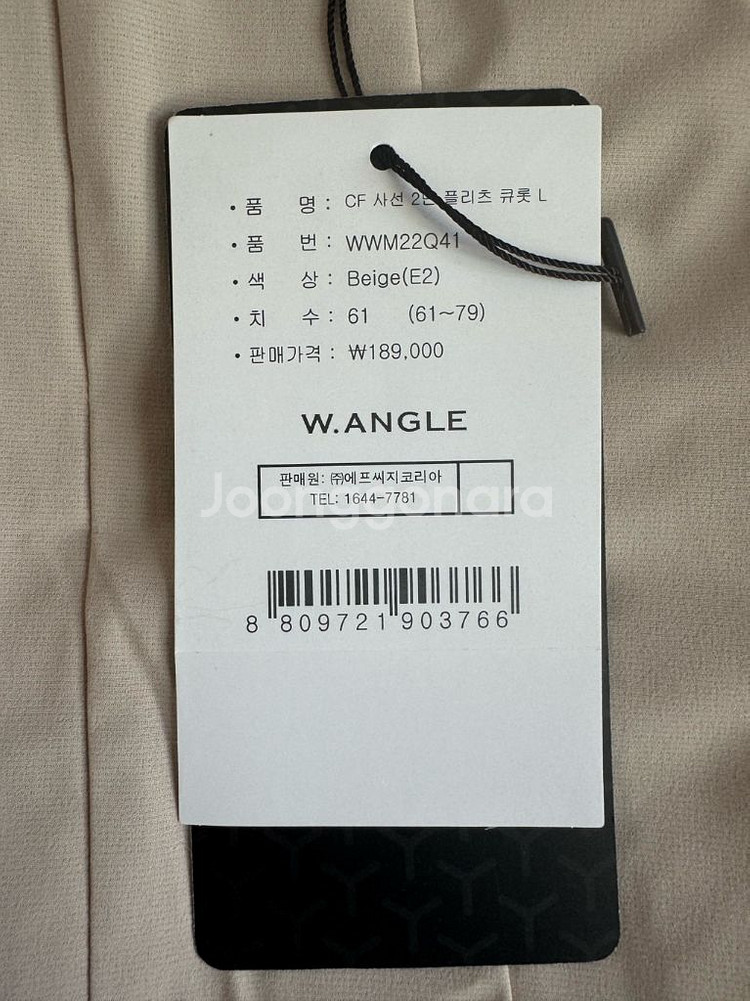 • 품 명 : CF 사선 2단 플리츠 큐롯 L
• 품 번 : WWM22Q41
• 색 상 : Beige(E2)
• 치 수 : 61 (61~79)
• 판매가격 : ₩189,000
W.ANGLE
판매원: ㈜에프씨지코리아
TEL: 1644-7781
Joonggonara
8 809721 903766